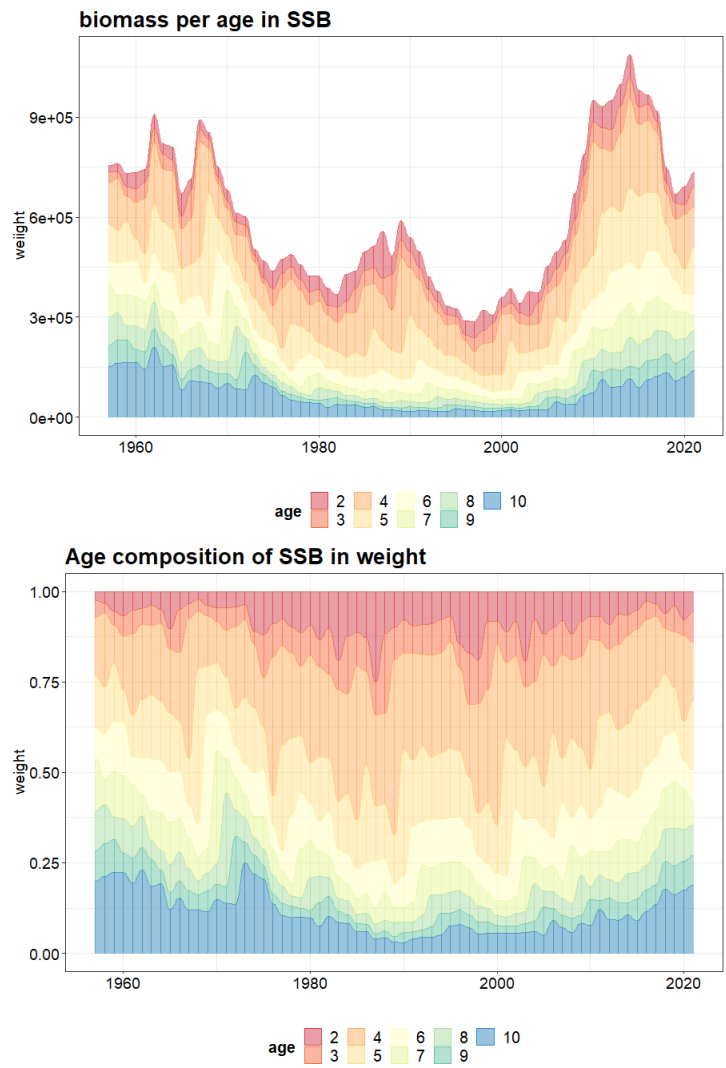 biomass per age in SSB
weiight
9e+05
6e+05
3e+05
0e+00
1960 1980 2000 2020
age 2 4 6 8 10
3 5 7 9
Age composition of SSB in weight
weight
1.00
0.75
0.50
0.25
0.00
1960 1980 2000 2020
age 2 4 6 8 10
3 5 7 9